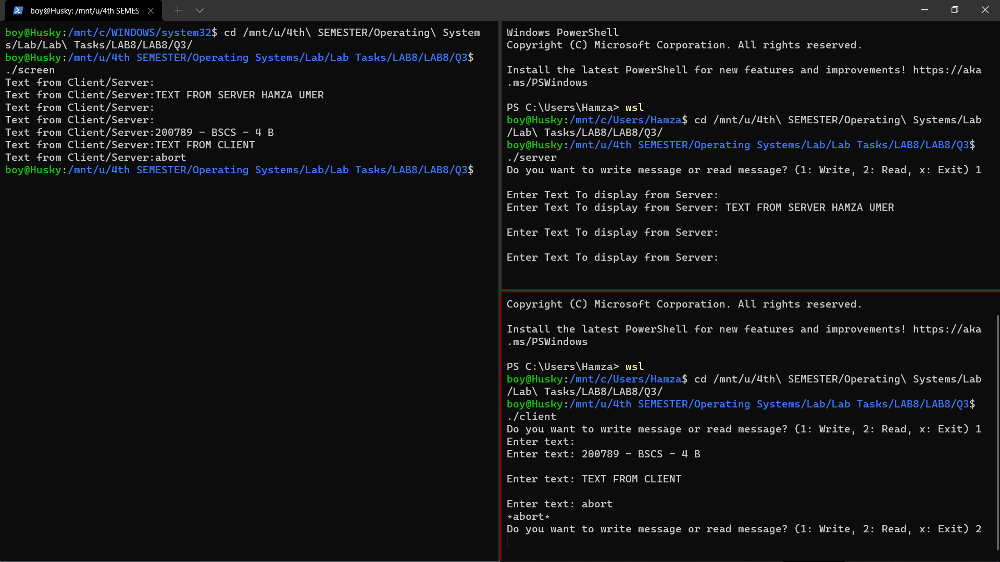 boy@Husky: /mnt/u/4th SEMES
boy@Husky:/mnt/c/WINDOWS/system32$ cd /mnt/u/4th\ SEMESTER/Operating\ System
s/Lab/Lab\ Tasks/LAB8/LAB8/Q3/
boy@Husky:/mnt/u/4th SEMESTER/Operating Systems/Lab/Lab Tasks/LAB8/LAB8/Q3$
./screen
Text from Client/Server:
Text from Client/Server:TEXT FROM SERVER HAMZA UMER
Text from Client/Server:
Text from Client/Server:
Text from Client/Server:200789 - BSCS - 4 B
Text from Client/Server:TEXT FROM CLIENT
Text from Client/Server:abort
boy@Husky:/mnt/u/4th SEMESTER/Operating Systems/Lab/Lab Tasks/LAB8/LAB8/Q3$
Windows PowerShell
Copyright (C) Microsoft Corporation. All rights reserved.
Install the latest PowerShell for new features and improvements! https://aka
.ms/PSWindows
PS C:\Users\Hamza> wsl
boy@Husky:/mnt/c/Users/Hamza$ cd /mnt/u/4th\ SEMESTER/Operating\ Systems/Lab
/Lab\ Tasks/LAB8/LAB8/Q3/
boy@Husky:/mnt/u/4th SEMESTER/Operating Systems/Lab/Lab Tasks/LAB8/LAB8/Q3$
./server
Do you want to write message or read message? (1: Write, 2: Read, x: Exit) 1
Enter Text To display from Server:
Enter Text To display from Server: TEXT FROM SERVER HAMZA UMER
Enter Text To display from Server:
Enter Text To display from Server:
Copyright (C) Microsoft Corporation. All rights reserved.
Install the latest PowerShell for new features and improvements! https://aka
.ms/PSWindows
PS C:\Users\Hamza> wsl
boy@Husky:/mnt/c/Users/Hamza$ cd /mnt/u/4th\ SEMESTER/Operating\ Systems/Lab
/Lab\ Tasks/LAB8/LAB8/Q3/
boy@Husky:/mnt/u/4th SEMESTER/Operating Systems/Lab/Lab Tasks/LAB8/LAB8/Q3$
./client
Do you want to write message or read message? (1: Write, 2: Read, x: Exit) 1
Enter text:
Enter text: 200789 - BSCS - 4 B
Enter text: TEXT FROM CLIENT
Enter text: abort
*abort*
Do you want to write message or read message? (1: Write, 2: Read, x: Exit) 2